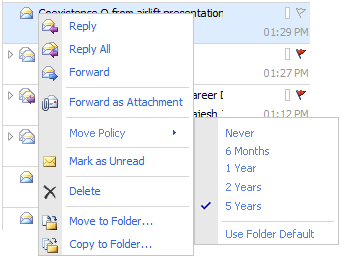 Coexistence Q from airlift presentation
01:29 PM
Reply
Reply All
01:27 PM
Forward
areer D
Forward as Attachment
ajesh J
01:12 PM
Move Policy
Never
6 Months
Mark as Unread
1 Year
Delete
2 Years
5 Years
Move to Folder...
Use Folder Default
Copy to Folder...